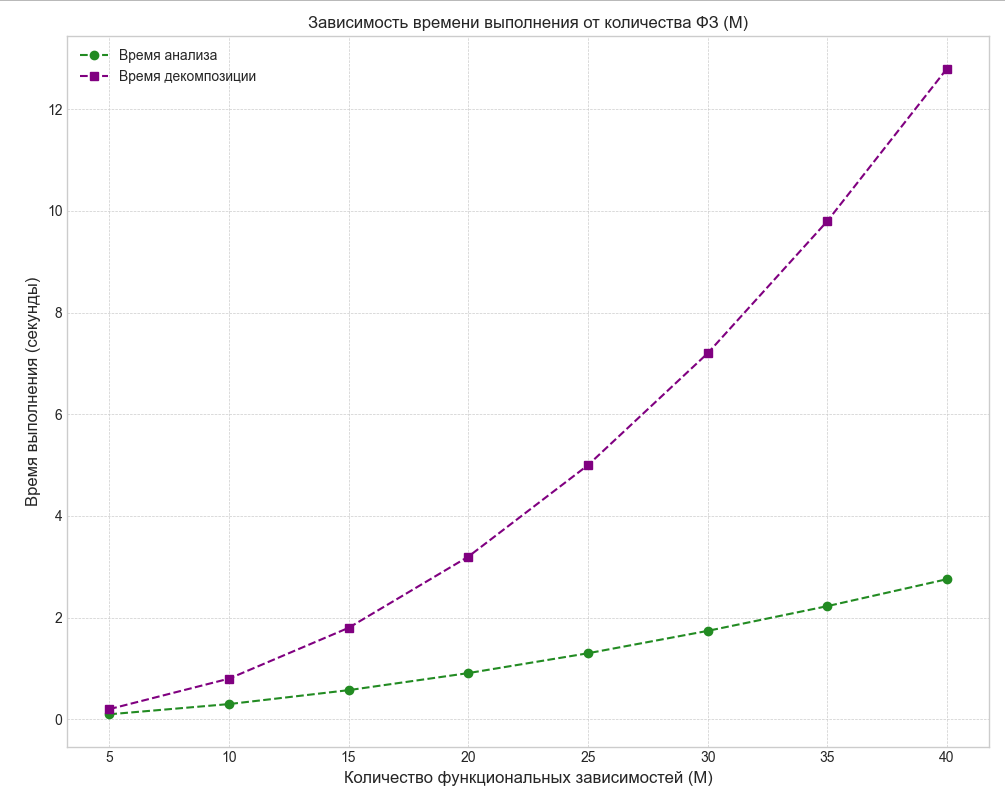 Зависимость времени выполнения от количества ФЗ (M)
Время анализа
Время декомпозиции
Время выполнения (секунды)
12
10
8
6
4
2
0
5 10 15 20 25 30 35 40
Количество функциональных зависимостей (M)